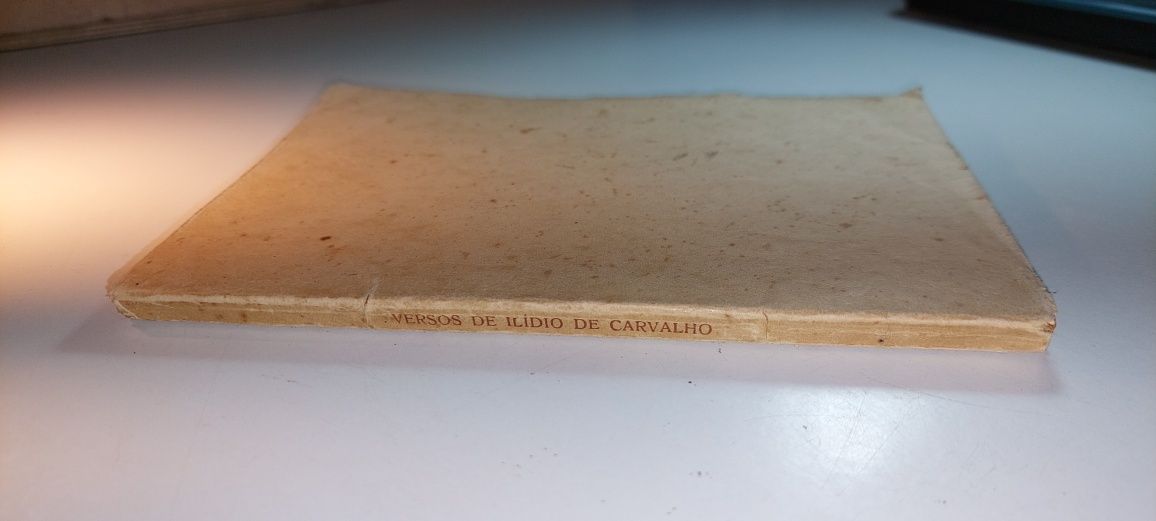 VERSOS DE ILÍDIO DE CARVALHO